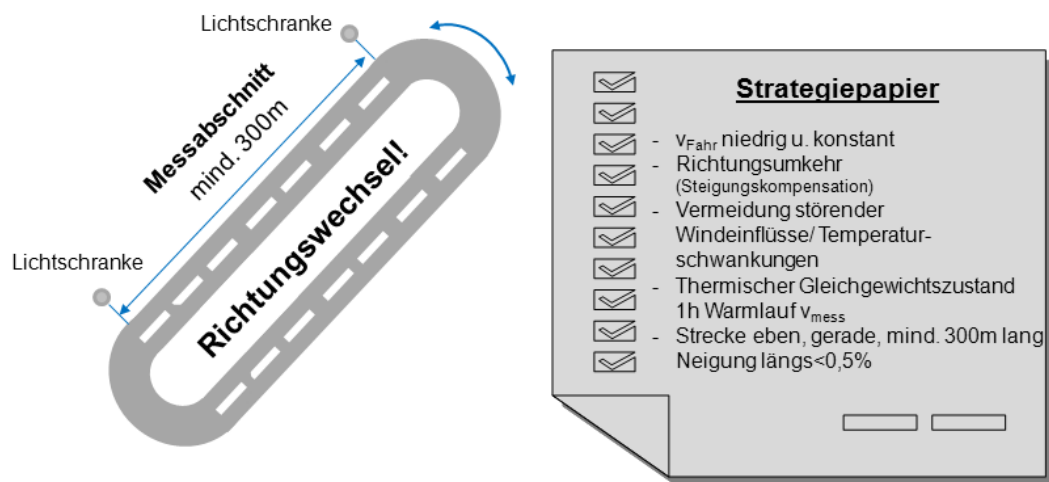 Lichtschranke
Messabschnitt
mind. 300m
Lichtschranke
Richtungswechsel!
Strategiepapier
- vFahr niedrig u. konstant
- Richtungsumkehr
(Steigungskompensation)
- Vermeidung störender
Windeinflüsse/ Temperatur-
schwankungen
- Thermischer Gleichgewichtszustand
1h Warmlauf vmess
- Strecke eben, gerade, mind. 300m lang
Neigung längs<0,5%